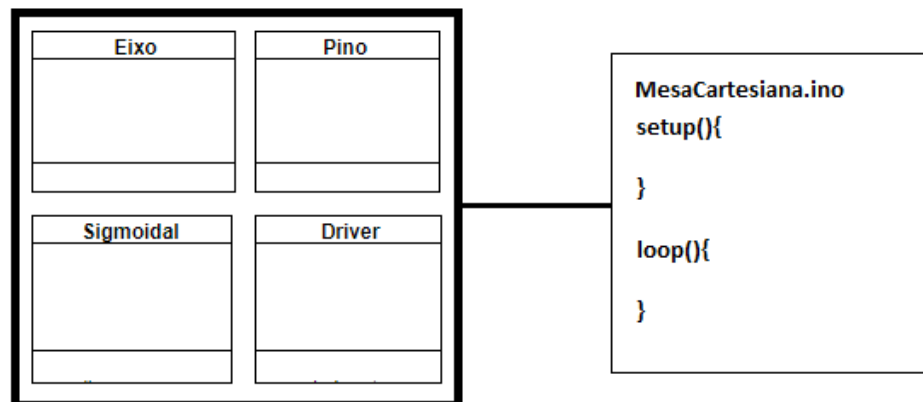 Eixo
Pino
Sigmoidal
Driver
MesaCartesiana.ino
setup(){
}
loop(){
}